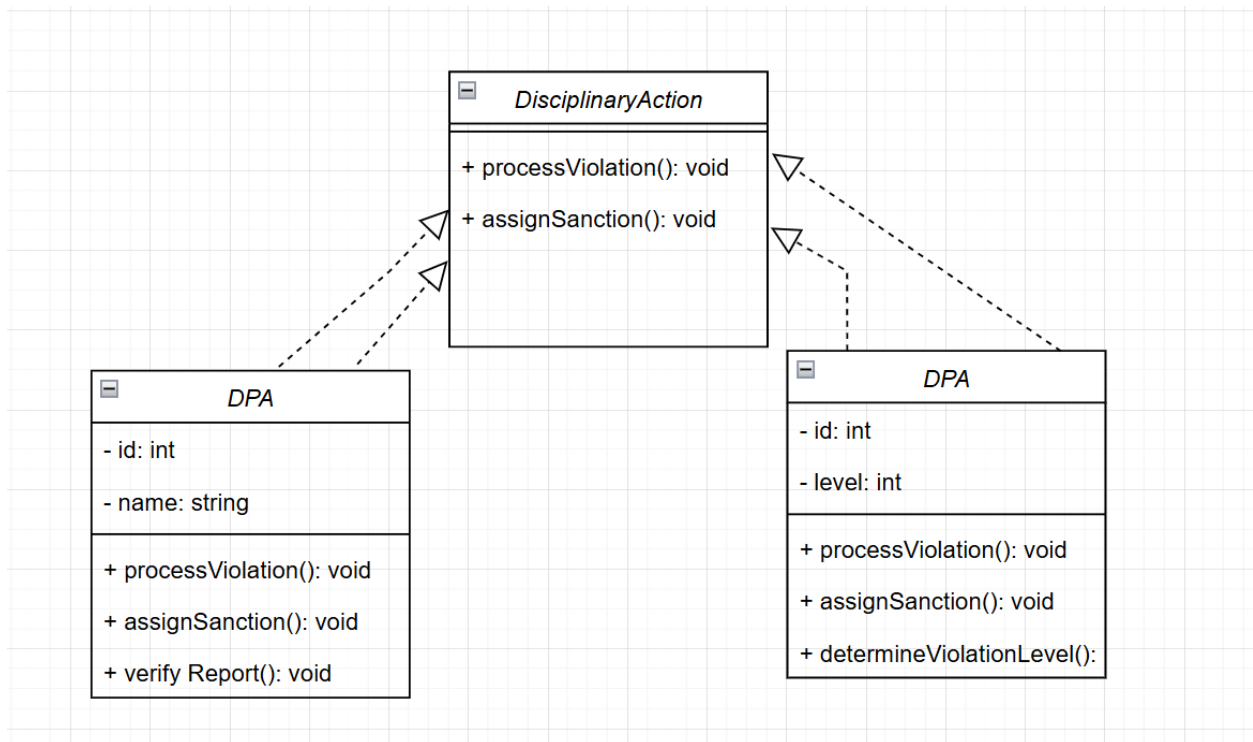 DisciplinaryAction
+ processViolation(): void
+ assignSanction(): void
DPA
- id: int
- name: string
+ processViolation(): void
+ assignSanction(): void
+ verify Report(): void
DPA
- id: int
- level: int
+ processViolation(): void
+ assignSanction(): void
+ determineViolationLevel():